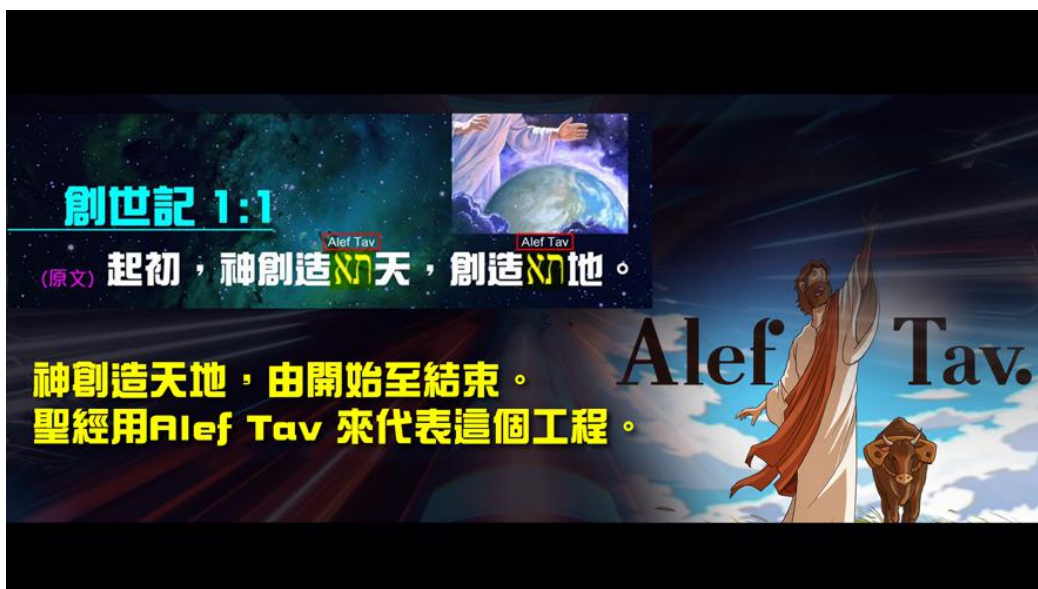 創世記 1:1
Alef Tav Alef Tav
(原文) 起初，神創造את天，創造את地。
Alef Tav.
神創造天地，由開始至結束。
聖經用Alef Tav 來代表這個工程。